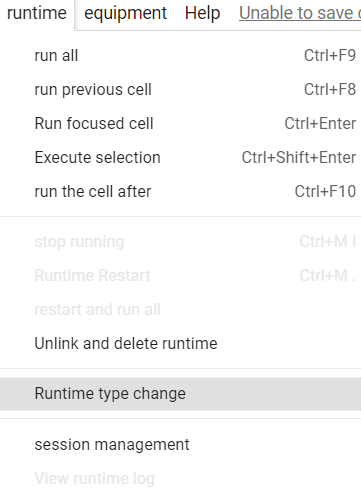 runtime equipment Help Unable to save
run all Ctrl+F9
run previous cell Ctrl+F8
Run focused cell Ctrl+Enter
Execute selection Ctrl+Shift+Enter
run the cell after Ctrl+F10
stop running Ctrl+M I
Runtime Restart Ctrl+M .
restart and run all
Unlink and delete runtime
Runtime type change
session management
View runtime log